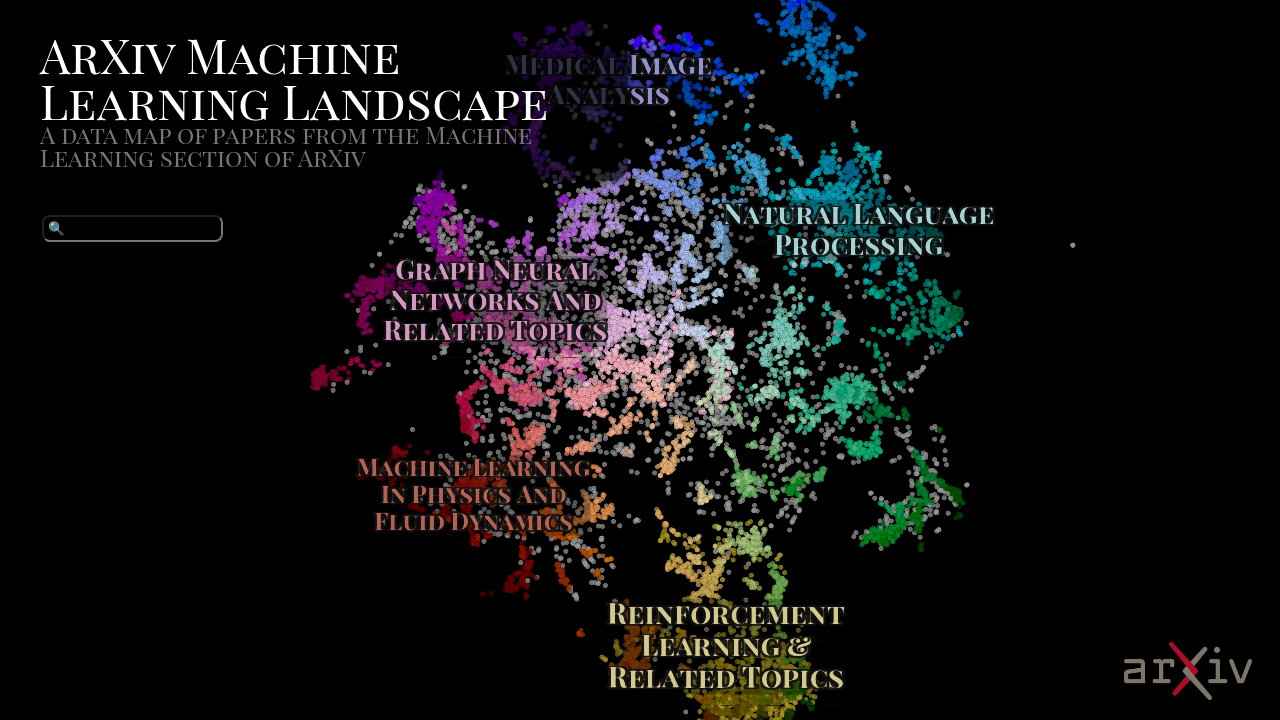 ArXiv Machine
Learning Landscape
A data map of papers from the Machine
Learning section of ArXiv
Medical Image
Analysis
Natural Language
Processing
Graph Neural
Networks And
Related Topics
Machine Learning
In Physics And
Fluid Dynamics
Reinforcement
Learning &
Related Topics
arXiv